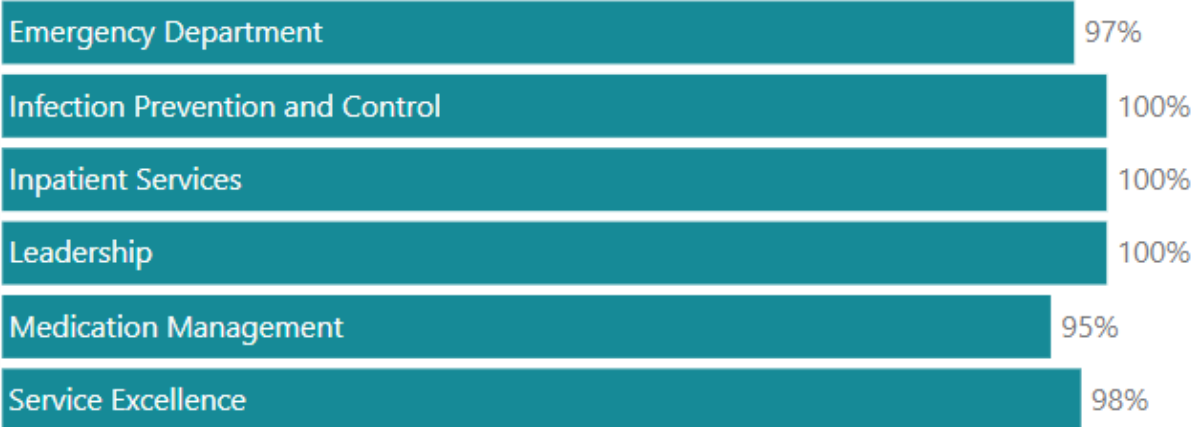 Emergency Department 97%
Infection Prevention and Control 100%
Inpatient Services 100%
Leadership 100%
Medication Management 95%
Service Excellence 98%